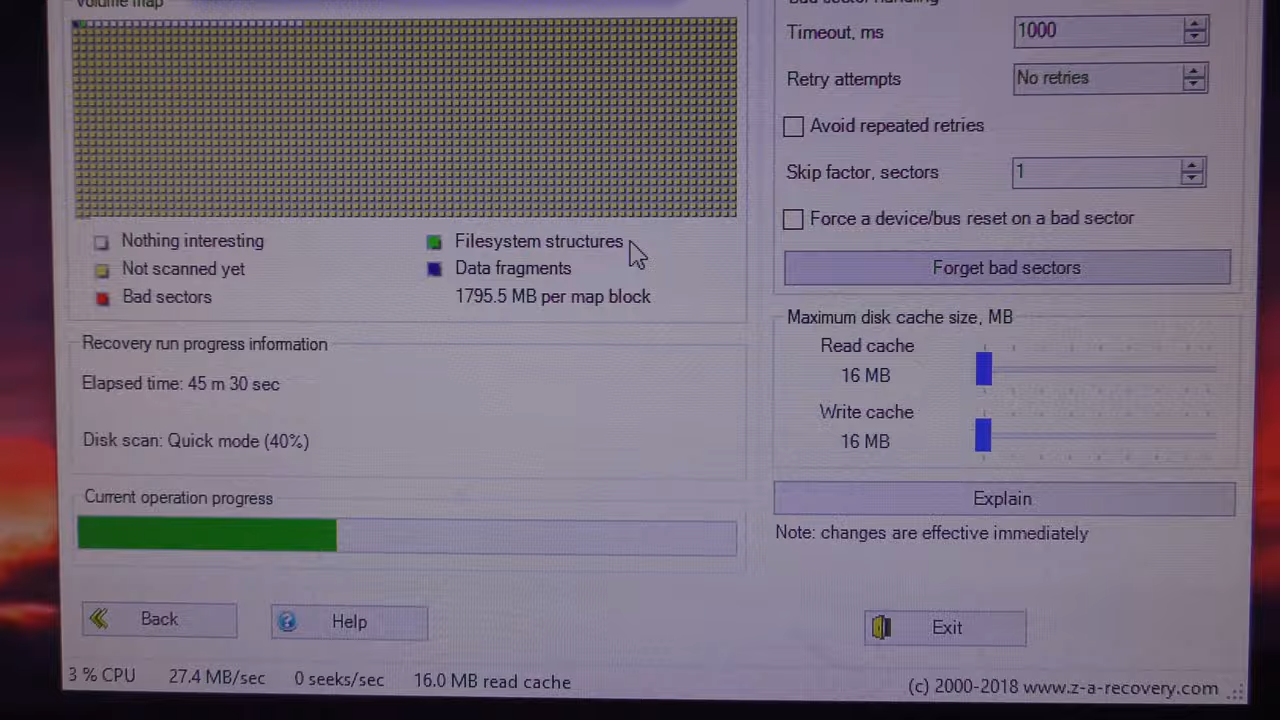 Volume map
Nothing interesting
Not scanned yet
Bad sectors
Filesystem structures
Data fragments
1795.5 MB per map block
Recovery run progress information
Elapsed time: 45 m 30 sec
Disk scan: Quick mode (40%)
Current operation progress
Back
Help
Bad sector handling
Timeout, ms
1000
Retry attempts
No retries
Avoid repeated retries
Skip factor, sectors
1
Force a device/bus reset on a bad sector
Forget bad sectors
Maximum disk cache size, MB
Read cache
16 MB
Write cache
16 MB
Explain
Note: changes are effective immediately
Exit
3 % CPU 27.4 MB/sec 0 seeks/sec 16.0 MB read cache
(c) 2000-2018 www.z-a-recovery.com